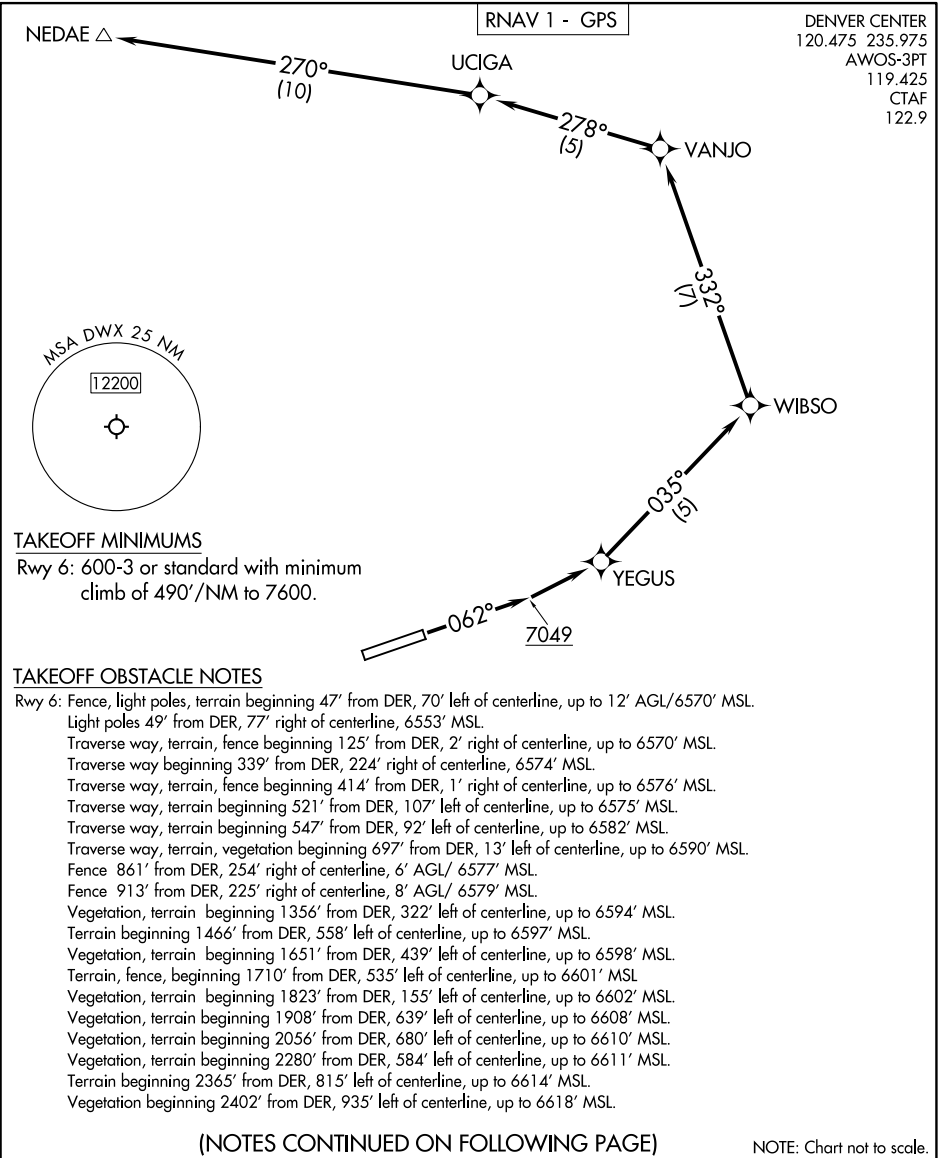 RNAV 1 - GPS
DENVER CENTER
120.475 235.975
AWOS-3PT
119.425
CTAF
122.9
NEDAE
270°
(10)
UCIGA
278°
(5)
VANJO
332°
(7)
WIBSO
035°
(5)
YEGUS
062°
7049
MSA DWX 25 NM
12200
TAKEOFF MINIMUMS
Rwy 6: 600-3 or standard with minimum
climb of 490'/NM to 7600.
TAKEOFF OBSTACLE NOTES
Rwy 6: Fence, light poles, terrain beginning 47' from DER, 70' left of centerline, up to 12' AGL/6570' MSL.
Light poles 49' from DER, 77' right of centerline, 6553' MSL.
Traverse way, terrain, fence beginning 125' from DER, 2' right of centerline, up to 6570' MSL.
Traverse way beginning 339' from DER, 224' right of centerline, 6574' MSL.
Traverse way, terrain, fence beginning 414' from DER, 1' right of centerline, up to 6576' MSL.
Traverse way, terrain beginning 521' from DER, 107' left of centerline, up to 6575' MSL.
Traverse way, terrain beginning 547' from DER, 92' left of centerline, up to 6582' MSL.
Traverse way, terrain, vegetation beginning 697' from DER, 13' left of centerline, up to 6590' MSL.
Fence 861' from DER, 254' right of centerline, 6' AGL/ 6577' MSL.
Fence 913' from DER, 225' right of centerline, 8' AGL/ 6579' MSL.
Vegetation, terrain beginning 1356' from DER, 322' left of centerline, up to 6594' MSL.
Terrain beginning 1466' from DER, 558' left of centerline, up to 6597' MSL.
Vegetation, terrain beginning 1651' from DER, 439' left of centerline, up to 6598' MSL.
Terrain, fence, beginning 1710' from DER, 535' left of centerline, up to 6601' MSL
Vegetation, terrain beginning 1823' from DER, 155' left of centerline, up to 6602' MSL.
Vegetation, terrain beginning 1908' from DER, 639' left of centerline, up to 6608' MSL.
Vegetation, terrain beginning 2056' from DER, 680' left of centerline, up to 6610' MSL.
Vegetation, terrain beginning 2280' from DER, 584' left of centerline, up to 6611' MSL.
Terrain beginning 2365' from DER, 815' left of centerline, up to 6614' MSL.
Vegetation beginning 2402' from DER, 935' left of centerline, up to 6618' MSL.
(NOTES CONTINUED ON FOLLOWING PAGE)
NOTE: Chart not to scale.